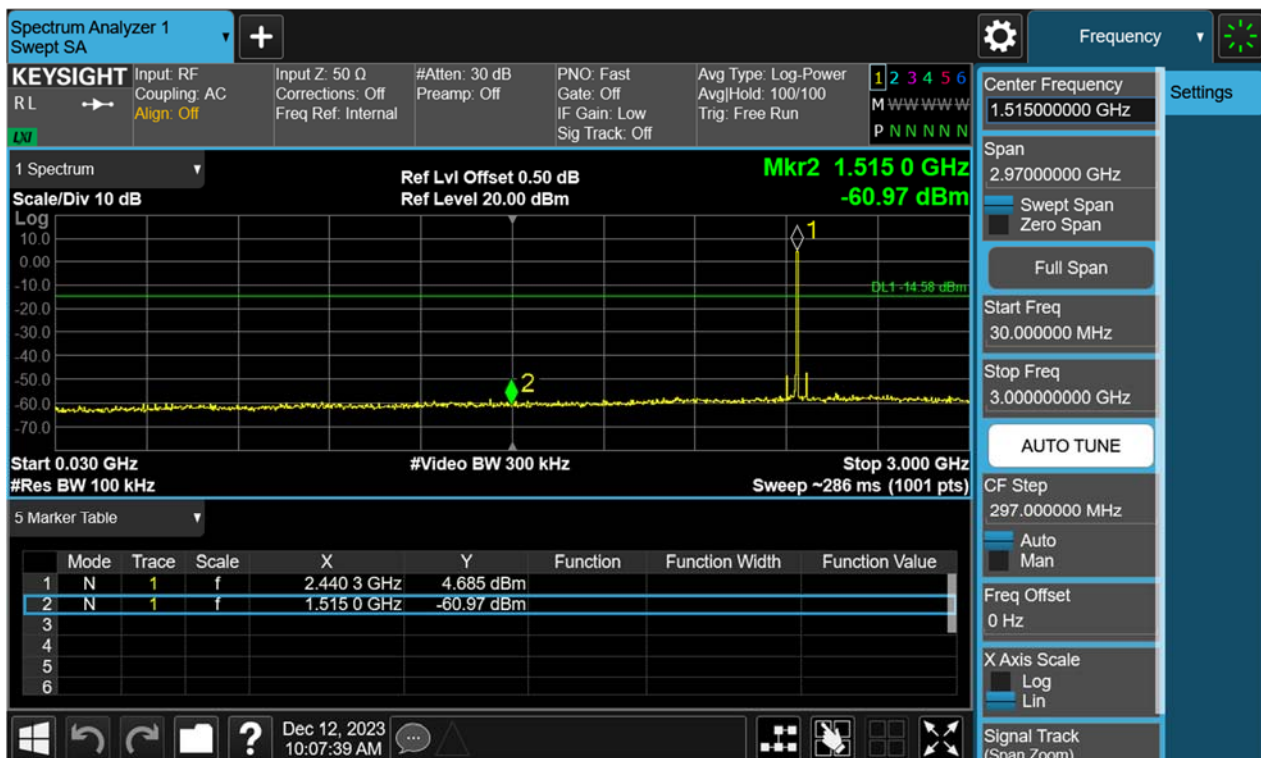 Spectrum Analyzer 1
Swept SA
+
Frequency
KEYSIGHT
R L
LXI
Input: RF
Coupling: AC
Align: Off
Input Z: 50 Ω
Corrections: Off
Freq Ref: Internal
#Atten: 30 dB
Preamp: Off
PNO: Fast
Gate: Off
IF Gain: Low
Sig Track: Off
Avg Type: Log-Power
Avg|Hold: 100/100
Trig: Free Run
1 2 3 4 5 6
M W W W W W W
P N N N N N
1 Spectrum
Ref Lvl Offset 0.50 dB
Mkr2 1.515 0 GHz
Scale/Div 10 dB
Ref Level 20.00 dBm
-60.97 dBm
Log
10.0
0.00
-10.0
-20.0
-30.0
-40.0
-50.0
-60.0
-70.0
1
DL1 -14.58 dBm
2
Start 0.030 GHz
#Video BW 300 kHz
Stop 3.000 GHz
#Res BW 100 kHz
Sweep ~286 ms (1001 pts)
5 Marker Table
Mode Trace Scale X Y Function Function Width Function Value
1 N 1 f 2.440 3 GHz 4.685 dBm
2 N 1 f 1.515 0 GHz -60.97 dBm
3
4
5
6
?
Dec 12, 2023
10:07:39 AM
Center Frequency
1.515000000 GHz
Settings
Span
2.97000000 GHz
Swept Span
Zero Span
Full Span
Start Freq
30.000000 MHz
Stop Freq
3.000000000 GHz
AUTO TUNE
CF Step
297.000000 MHz
Auto
Man
Freq Offset
0 Hz
X Axis Scale
Log
Lin
Signal Track
(Span Zoom)